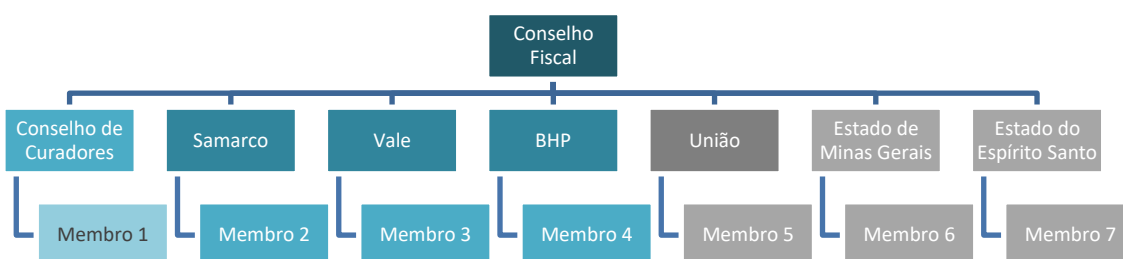 Conselho
Fiscal
Conselho de
Curadores
Samarco
Vale
BHP
União
Estado de
Minas Gerais
Estado do
Espírito Santo
Membro 1
Membro 2
Membro 3
Membro 4
Membro 5
Membro 6
Membro 7